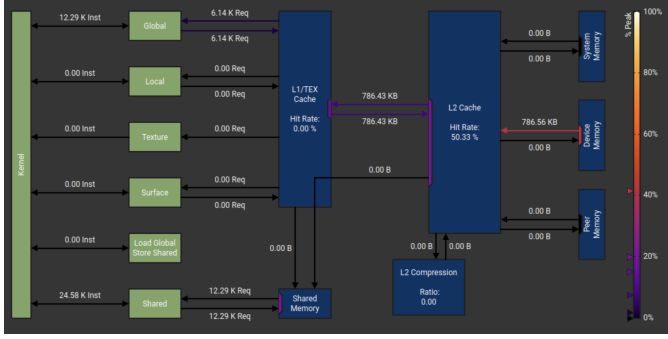 12.29 K Inst
Global
6.14 K Req
6.14 K Req
0.00 Inst
Local
0.00 Req
0.00 Req
L1/TEX
Cache
Hit Rate:
0.00 %
0.00 Inst
Texture
0.00 Req
Kernel
0.00 Inst
Surface
0.00 Req
0.00 Req
0.00 Inst
Load Global
Store Shared
24.58 K Inst
Shared
12.29 K Req
12.29 K Req
0.00 B
Shared
Memory
786.43 KB
786.43 KB
0.00 B
L2 Cache
Hit Rate:
50.33 %
0.00 B
0.00 B
L2 Compression
Ratio:
0.00
0.00 B
0.00 B
System
Memory
786.56 KB
0.00 B
Device
Memory
0.00 B
0.00 B
Peer
Memory
% Peak
100%
80%
60%
40%
20%
0%